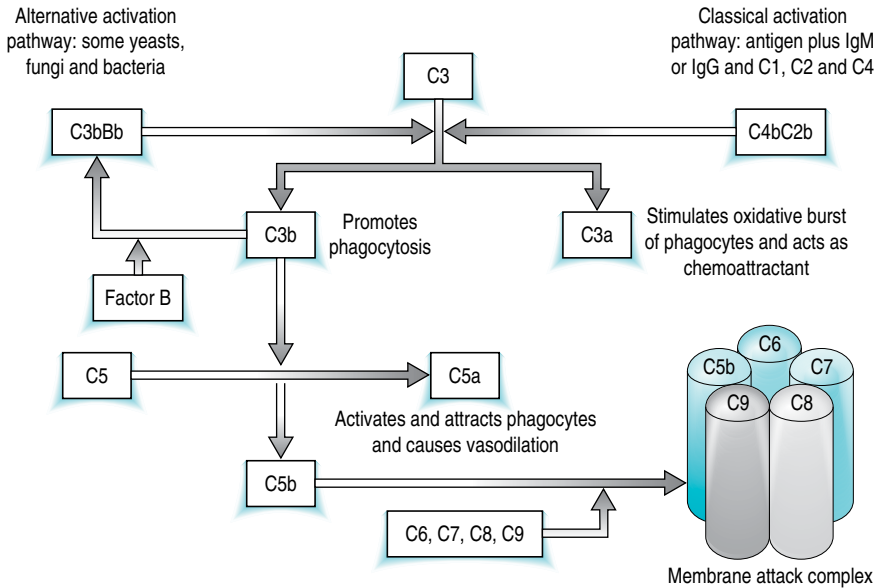 Alternative activation
pathway: some yeasts,
fungi and bacteria
Classical activation
pathway: antigen plus IgM
or IgG and C1, C2 and C4
C3
C3bBb
C4bC2b
C3b
Promotes
phagocytosis
C3a
Stimulates oxidative burst
of phagocytes and acts as
chemoattractant
Factor B
C5
C5a
Activates and attracts phagocytes
and causes vasodilation
C5b
C6, C7, C8, C9
C6
C5b
C7
C9
C8
Membrane attack complex